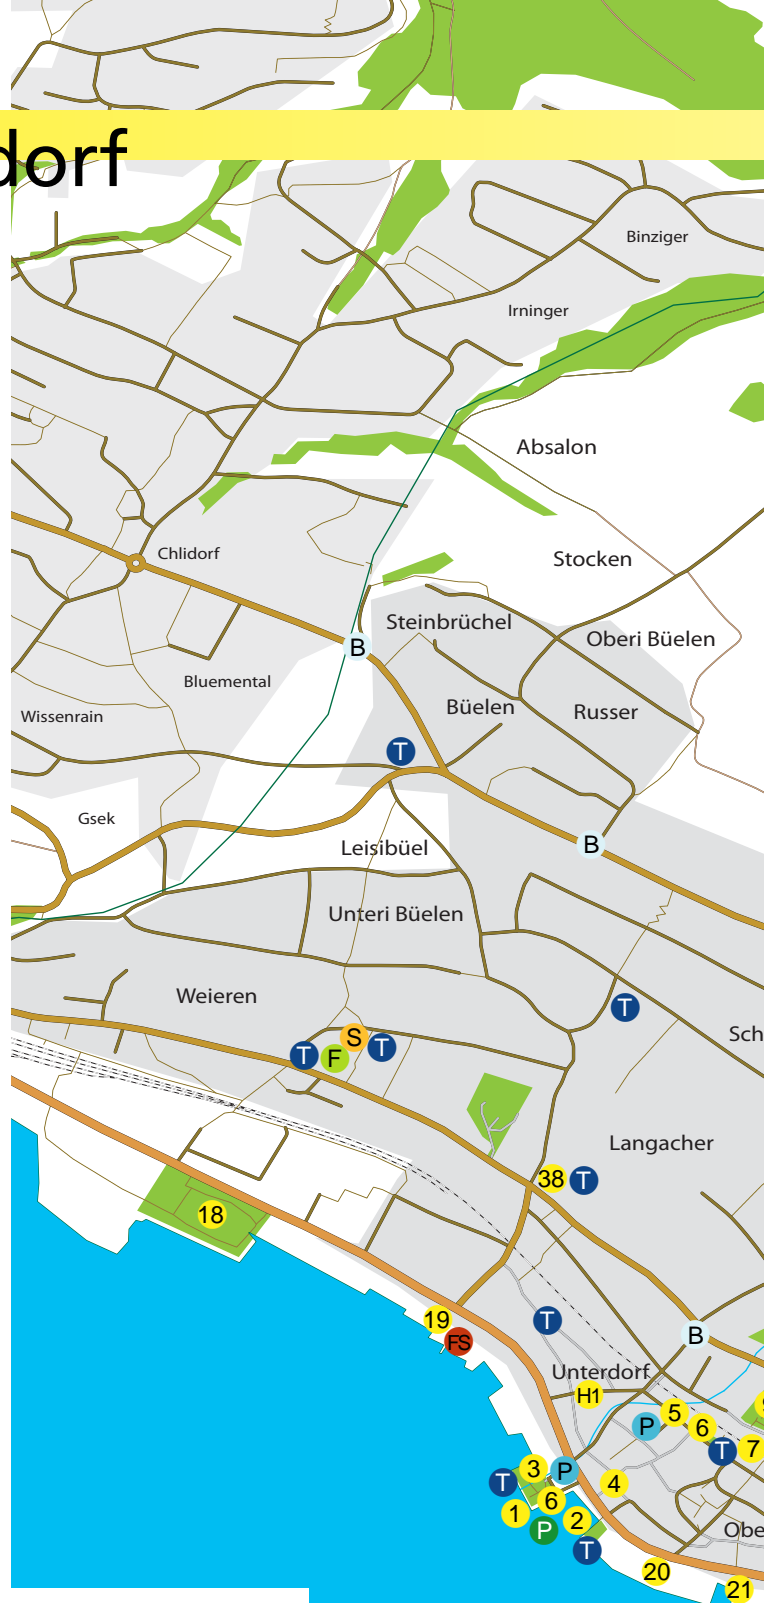 dorf
Binziger
Irninger
Absalon
Stocken
Chlidorf
Steinbrüchel
Oberi Büelen
B
Bluemental
Büelen
Russer
Wissenrain
T
Gsek
Leisibüel
B
Unteri Büelen
Weieren
T
Sch
T F S T
Langacher
38 T
18
19 T
FS
B
Unterdorf
H1
P 5 6 T 7
T 3 P 4
1 6 2
P
T
Obe
20
21